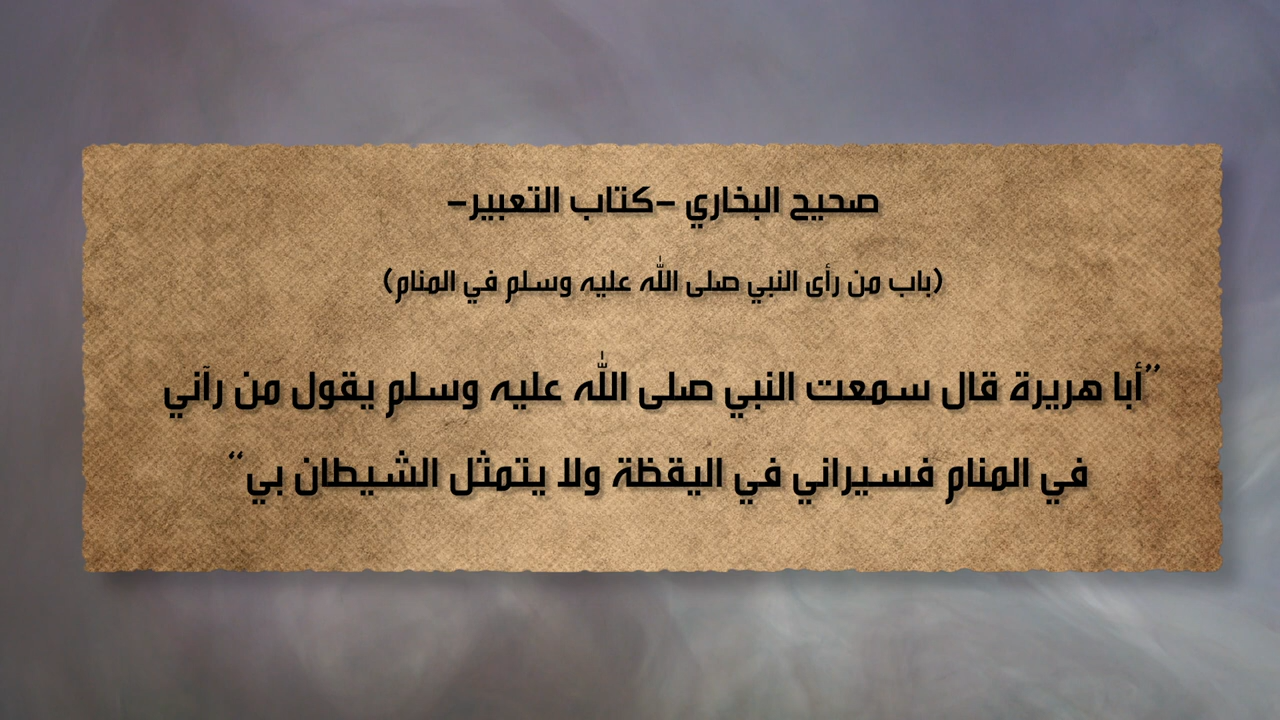 صحيح البخاري -كتاب التعبير-
(باب من رأى النبي صلى الله عليه وسلم في المنام)
”أبا هريرة قال سمعت النبي صلى الله عليه وسلم يقول من رآني
في المنام فسيراني في اليقظة ولا يتمثل الشيطان بي“